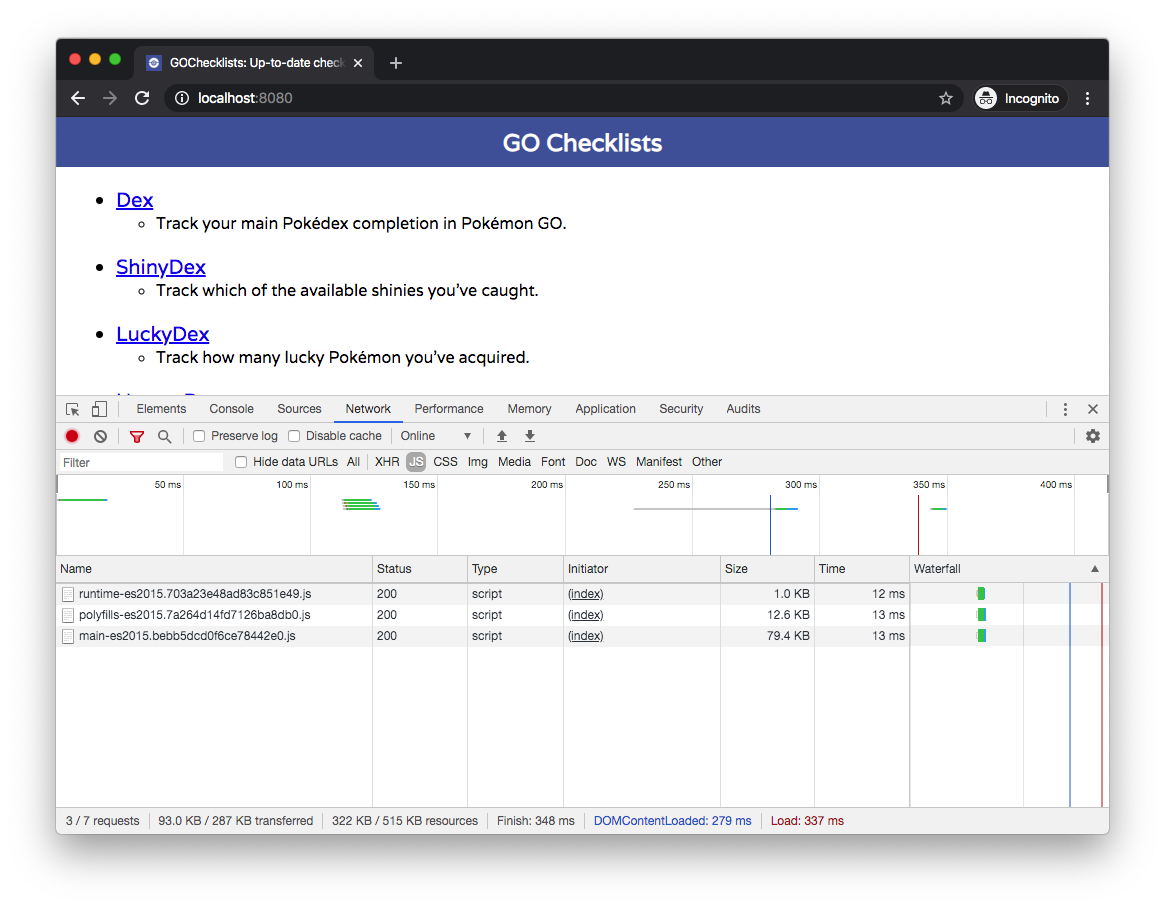 GOChecklists: Up-to-date check
localhost:8080
Incognito
GO Checklists
Dex
Track your main Pokédex completion in Pokémon GO.
ShinyDex
Track which of the available shinies you’ve caught.
LuckyDex
Track how many lucky Pokémon you’ve acquired.
Elements Console Sources Network Performance Memory Application Security Audits
Preserve log Disable cache Online
Filter Hide data URLs All XHR JS CSS Img Media Font Doc WS Manifest Other
50 ms 100 ms 150 ms 200 ms 250 ms 300 ms 350 ms 400 ms
Name Status Type Initiator Size Time Waterfall
runtime-es2015.703a23e48ad83c851e49.js 200 script (index) 1.0 KB 12 ms
polyfills-es2015.7a264d14fd7126ba8db0.js 200 script (index) 12.6 KB 13 ms
main-es2015.bebb5dcd0f6ce78442e0.js 200 script (index) 79.4 KB 13 ms
3 / 7 requests 93.0 KB / 287 KB transferred 322 KB / 515 KB resources Finish: 348 ms DOMContentLoaded: 279 ms Load: 337 ms